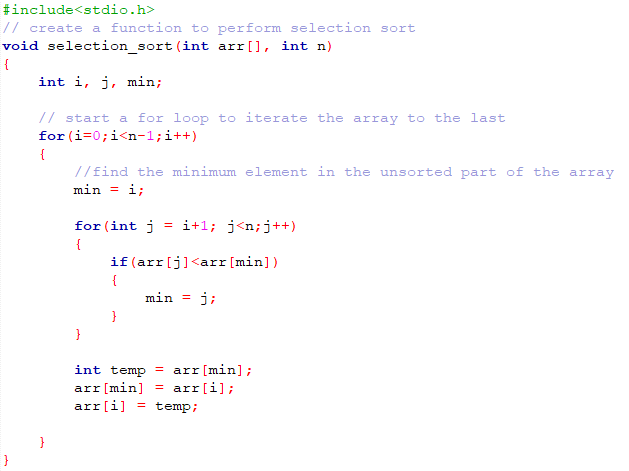 #include<stdio.h>
// create a function to perform selection sort
void selection_sort(int arr[], int n)
{
int i, j, min;
// start a for loop to iterate the array to the last
for(i=0;i<n-1;i++)
{
//find the minimum element in the unsorted part of the array
min = i;
for(int j = i+1; j<n;j++)
{
if(arr[j]<arr[min])
{
min = j;
}
}
int temp = arr[min];
arr[min] = arr[i];
arr[i] = temp;
}
}